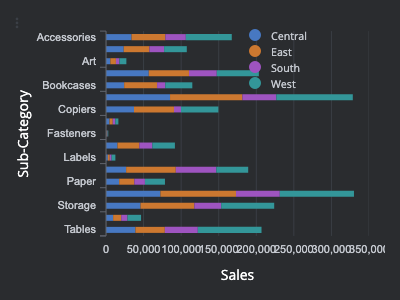 Sub-Category
Accessories
Art
Bookcases
Copiers
Fasteners
Labels
Paper
Storage
Tables
Central
East
South
West
0 50,000 100,000 150,000 200,000 250,000 300,000 350,00
Sales